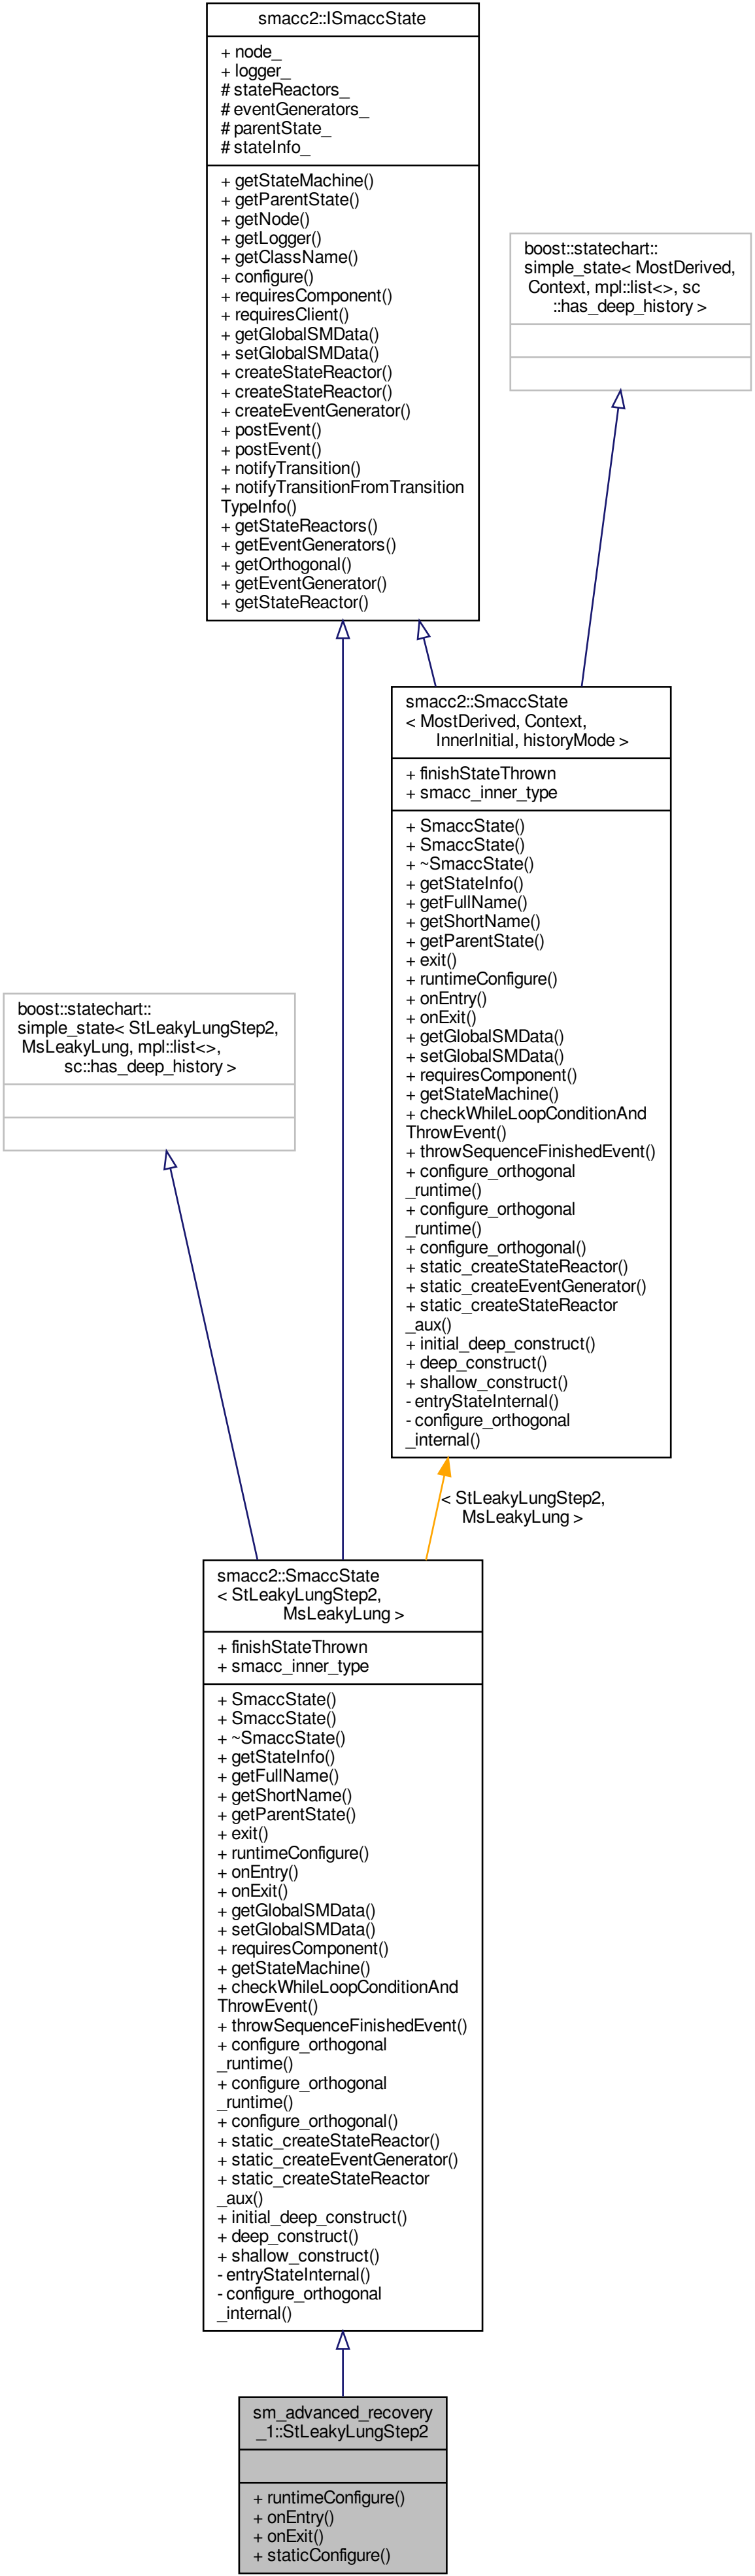 smacc2::ISmaccState
+ node_
+ logger_
# stateReactors_
# eventGenerators_
# parentState_
# stateInfo_
+ getStateMachine()
+ getParentState()
+ getNode()
+ getLogger()
+ getClassName()
+ configure()
+ requiresComponent()
+ requiresClient()
+ getGlobalSMData()
+ setGlobalSMData()
+ createStateReactor()
+ createStateReactor()
+ createEventGenerator()
+ postEvent()
+ postEvent()
+ notifyTransition()
+ notifyTransitionFromTransition
TypeInfo()
+ getStateReactors()
+ getEventGenerators()
+ getOrthogonal()
+ getEventGenerator()
+ getStateReactor()
boost::statechart::
simple_state< MostDerived,
Context, mpl::list<>, sc
::has_deep_history >
smacc2::SmaccState
< MostDerived, Context,
InnerInitial, historyMode >
+ finishStateThrown
+ smacc_inner_type
+ SmaccState()
+ SmaccState()
+ ~SmaccState()
+ getStateInfo()
+ getFullName()
+ getShortName()
+ getParentState()
+ exit()
+ runtimeConfigure()
+ onEntry()
+ onExit()
+ getGlobalSMData()
+ setGlobalSMData()
+ requiresComponent()
+ getStateMachine()
+ checkWhileLoopConditionAnd
ThrowEvent()
+ throwSequenceFinishedEvent()
+ configure_orthogonal
_runtime()
+ configure_orthogonal
_runtime()
+ configure_orthogonal()
+ static_createStateReactor()
+ static_createEventGenerator()
+ static_createStateReactor
_aux()
+ initial_deep_construct()
+ deep_construct()
+ shallow_construct()
- entryStateInternal()
- configure_orthogonal
_internal()
boost::statechart::
simple_state< StLeakyLungStep2,
MsLeakyLung, mpl::list<>,
sc::has_deep_history >
< StLeakyLungStep2,
MsLeakyLung >
smacc2::SmaccState
< StLeakyLungStep2,
MsLeakyLung >
+ finishStateThrown
+ smacc_inner_type
+ SmaccState()
+ SmaccState()
+ ~SmaccState()
+ getStateInfo()
+ getFullName()
+ getShortName()
+ getParentState()
+ exit()
+ runtimeConfigure()
+ onEntry()
+ onExit()
+ getGlobalSMData()
+ setGlobalSMData()
+ requiresComponent()
+ getStateMachine()
+ checkWhileLoopConditionAnd
ThrowEvent()
+ throwSequenceFinishedEvent()
+ configure_orthogonal
_runtime()
+ configure_orthogonal
_runtime()
+ configure_orthogonal()
+ static_createStateReactor()
+ static_createEventGenerator()
+ static_createStateReactor
_aux()
+ initial_deep_construct()
+ deep_construct()
+ shallow_construct()
- entryStateInternal()
- configure_orthogonal
_internal()
sm_advanced_recovery
_1::StLeakyLungStep2
+ runtimeConfigure()
+ onEntry()
+ onExit()
+ staticConfigure()